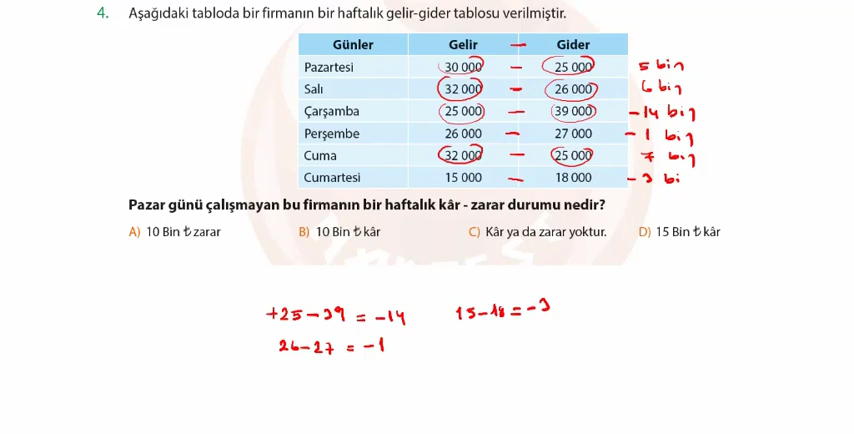 4. Aşağıdaki tabloda bir firmanın bir haftalık gelir-gider tablosu verilmiştir.
Günler Gelir — Gider
Pazartesi 30 000 — 25 000 5 bin
Salı 32 000 — 26 000 6 bin
Çarşamba 25 000 — 39 000 -14 bin
Perşembe 26 000 — 27 000 -1 bin
Cuma 32 000 — 25 000 7 bin
Cumartesi 15 000 — 18 000 -3 bi
Pazar günü çalışmayan bu firmanın bir haftalık kâr - zarar durumu nedir?
A) 10 Bin ₺ zarar B) 10 Bin ₺ kâr C) Kâr ya da zarar yoktur. D) 15 Bin ₺ kâr
+25-39 = -14 15-18 = -3
26-27 = -1